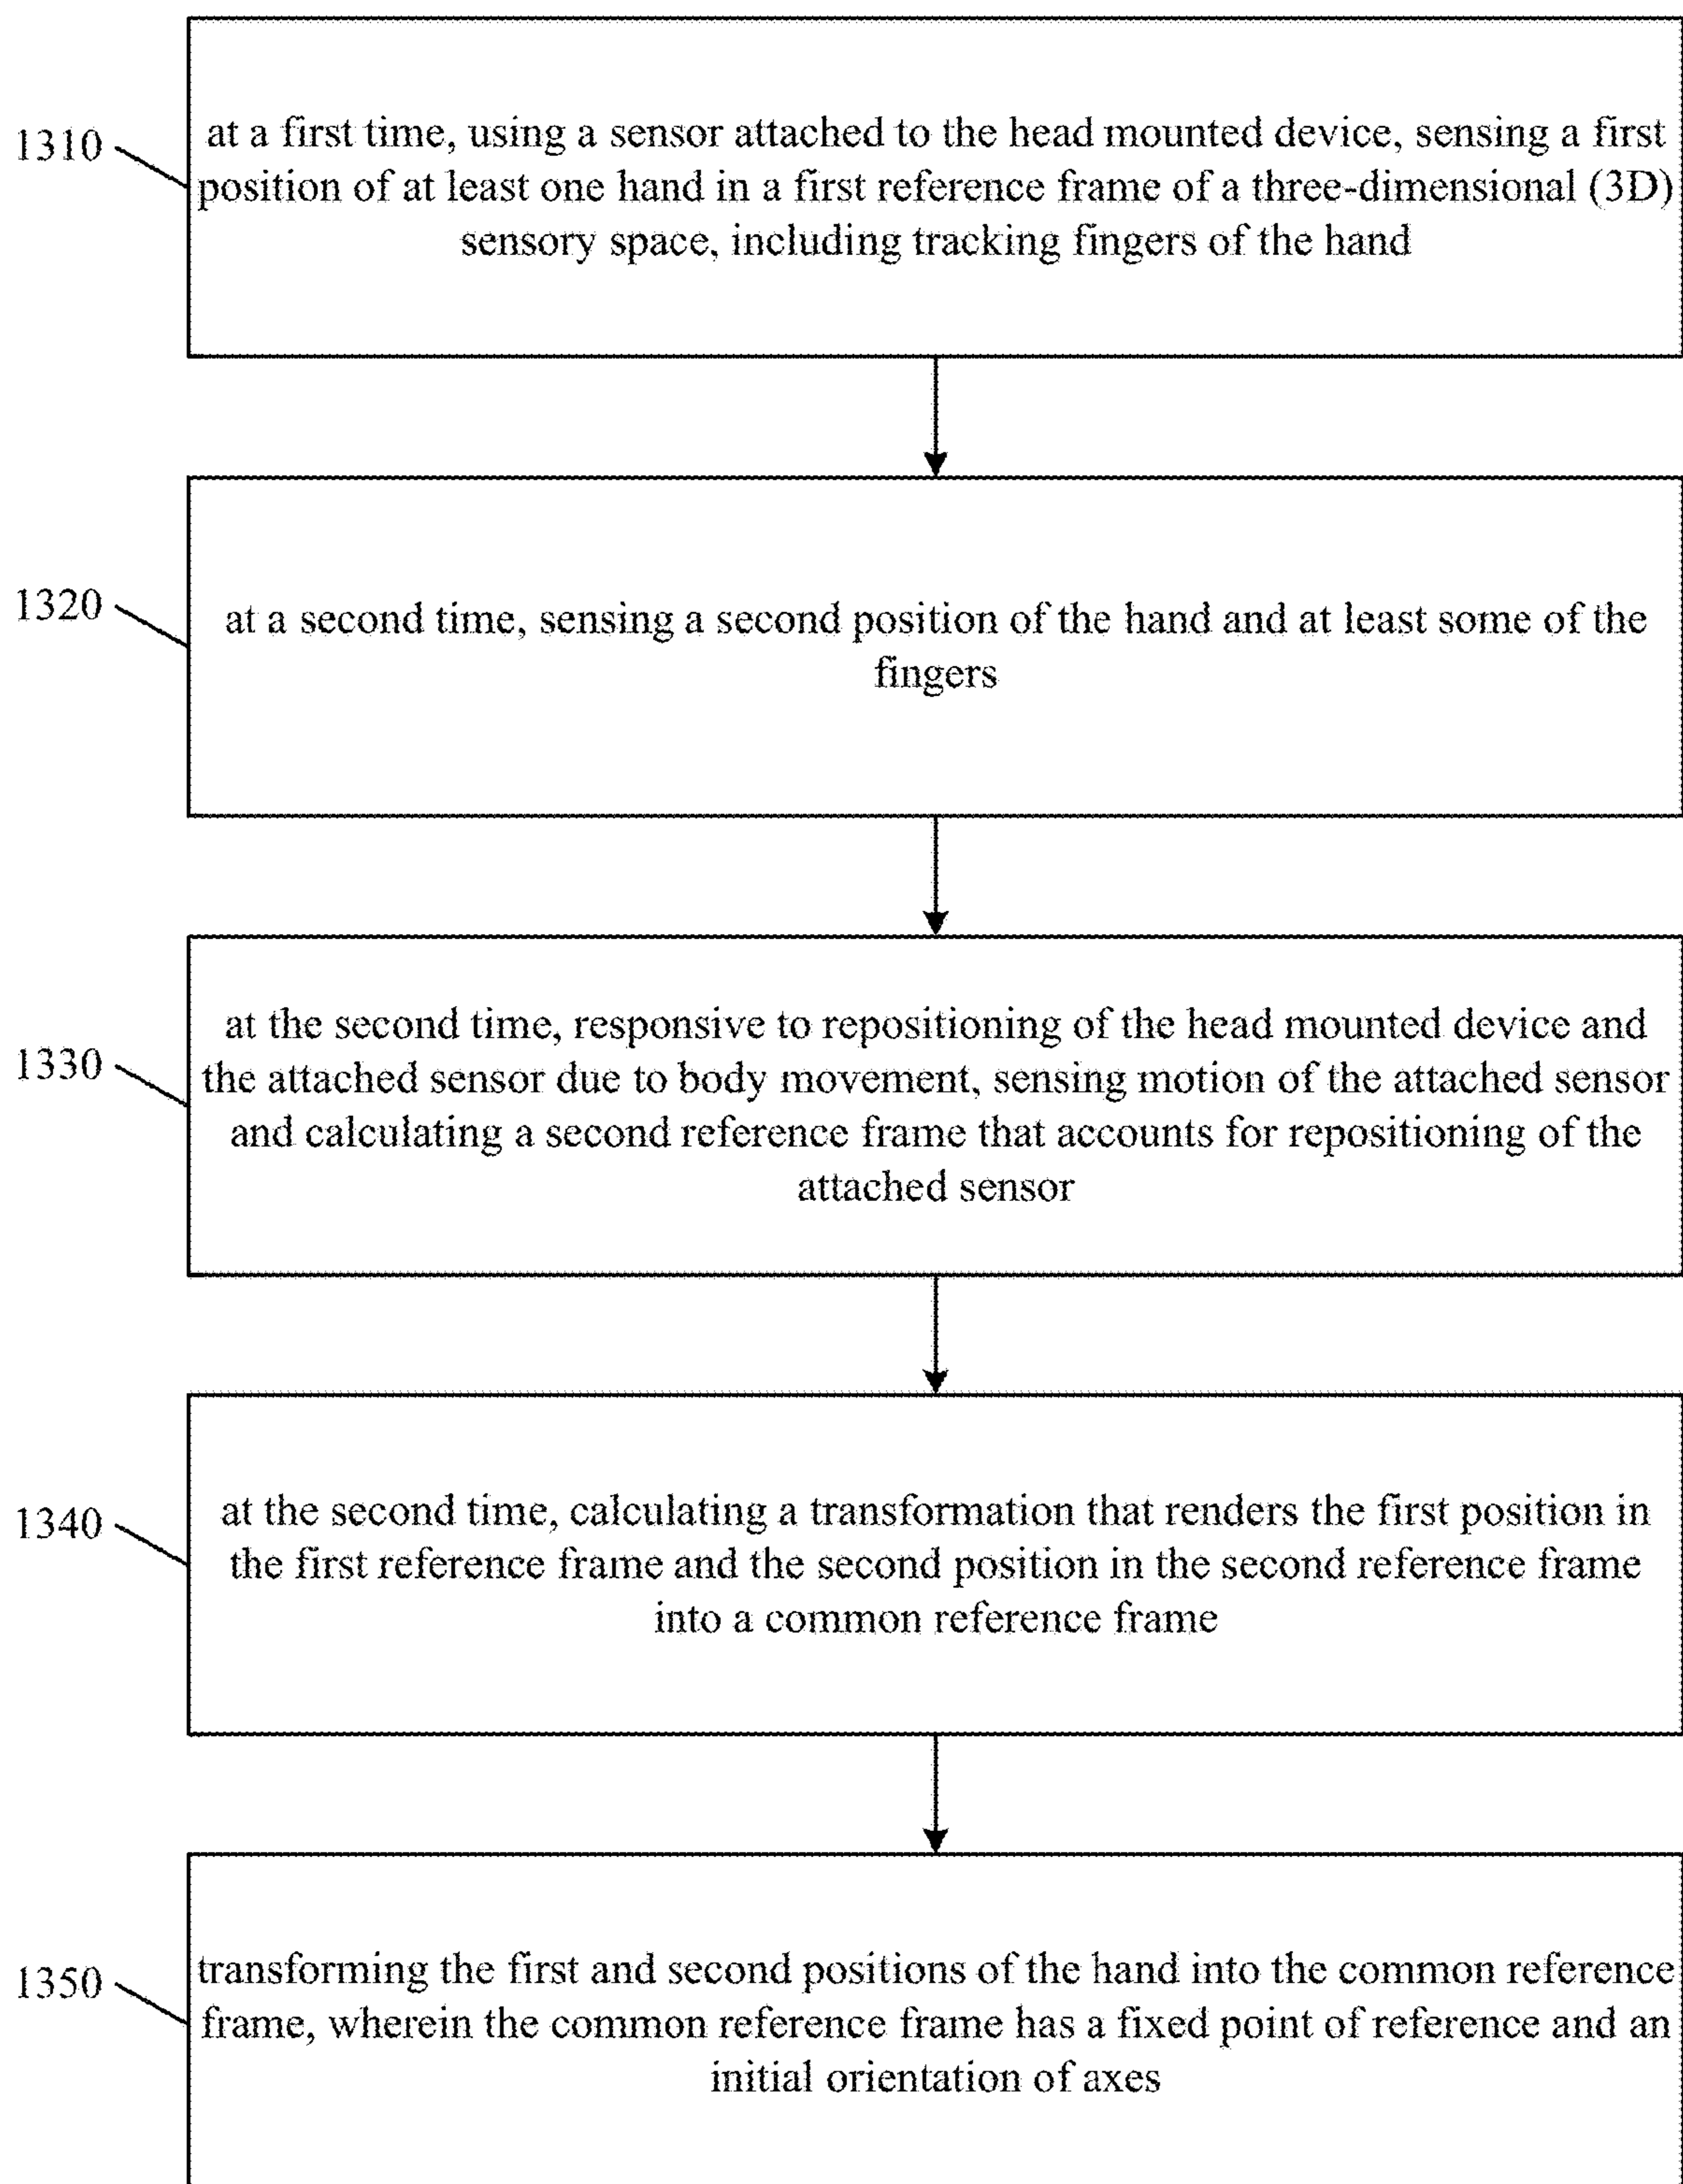 1310
at a first time, using a sensor attached to the head mounted device, sensing a first
position of at least one hand in a first reference frame of a three-dimensional (3D)
sensory space, including tracking fingers of the hand
1320
at a second time, sensing a second position of the hand and at least some of the
fingers
1330
at the second time, responsive to repositioning of the head mounted device and
the attached sensor due to body movement, sensing motion of the attached sensor
and calculating a second reference frame that accounts for repositioning of the
attached sensor
1340
at the second time, calculating a transformation that renders the first position in
the first reference frame and the second position in the second reference frame
into a common reference frame
1350
transforming the first and second positions of the hand into the common reference
frame, wherein the common reference frame has a fixed point of reference and an
initial orientation of axes